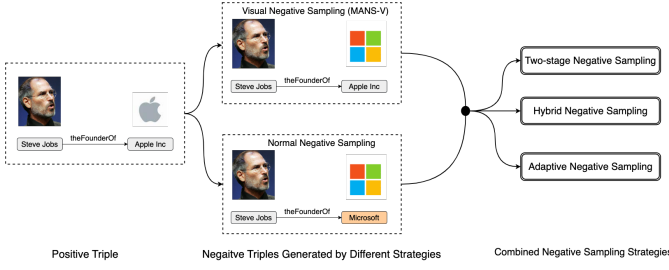 Visual Negative Sampling (MANS-V)
Steve Jobs
theFounderOf
Apple Inc
Steve Jobs
theFounderOf
Apple Inc
Normal Negative Sampling
Steve Jobs
theFounderOf
Microsoft
Two-stage Negative Sampling
Hybrid Negative Sampling
Adaptive Negative Sampling
Positive Triple
Negaitve Triples Generated by Different Strategies
Combined Negative Sampling Strategies